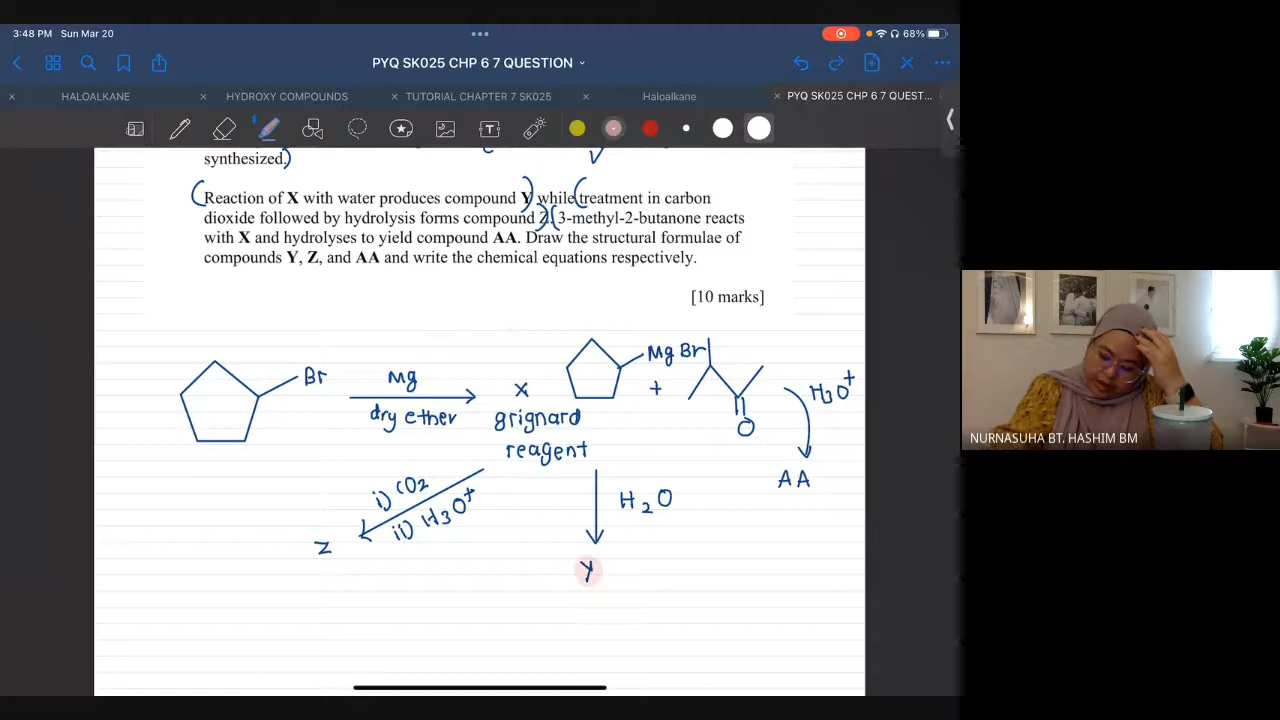 3:48 PM Sun Mar 20
68%
PYQ SK025 CHP 6 7 QUESTION
HALOALKANE
HYDROXY COMPOUNDS
TUTORIAL CHAPTER 7 SK025
Haloalkane
PYQ SK025 CHP 6 7 QUEST...
synthesized.
Reaction of X with water produces compound Y while treatment in carbon
dioxide followed by hydrolysis forms compound Z. 3-methyl-2-butanone reacts
with X and hydrolyses to yield compound AA. Draw the structural formulae of
compounds Y, Z, and AA and write the chemical equations respectively.
[10 marks]
Br
Mg
dry ether
X
grignard
reagent
MgBr
+
O
H3O+
AA
i) CO2
ii) H3O+
Z
H2O
Y
NURNASUHA BT. HASHIM BM